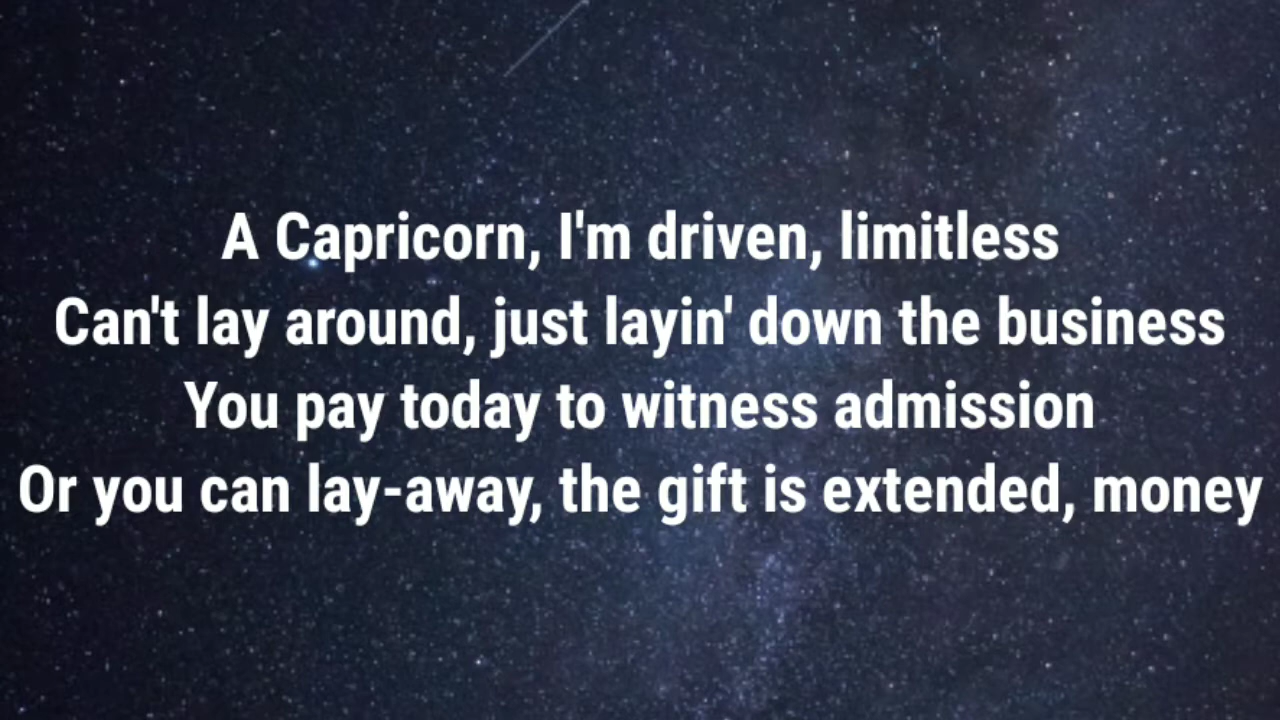 A Capricorn, I'm driven, limitless
Can't lay around, just layin' down the business
You pay today to witness admission
Or you can lay-away, the gift is extended, money